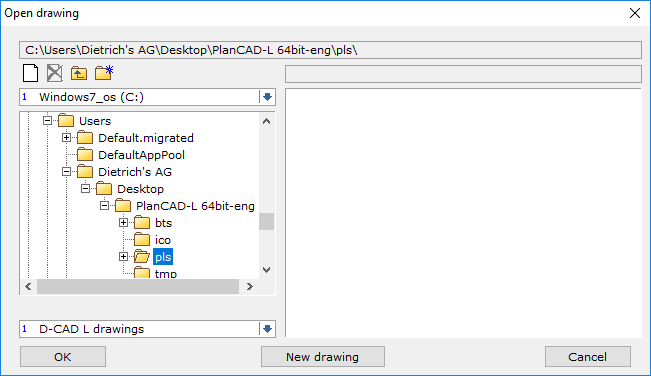 Open drawing
C:\Users\Dietrich's AG\Desktop\PlanCAD-L 64bit-eng\pls\
1 Windows7_os (C:)
Users
Default.migrated
DefaultAppPool
Dietrich's AG
Desktop
PlanCAD-L 64bit-eng
bts
ico
pls
tmp
1 D-CAD L drawings
OK New drawing Cancel